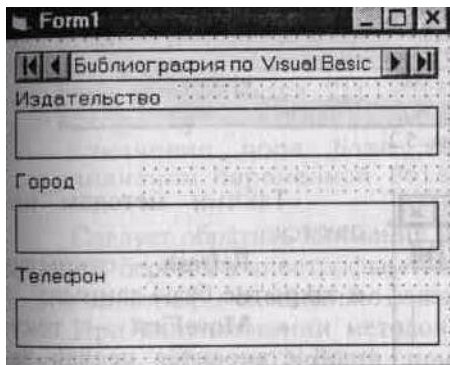 Form1
Библиография по Visual Basic
Издательство
Город
Телефон